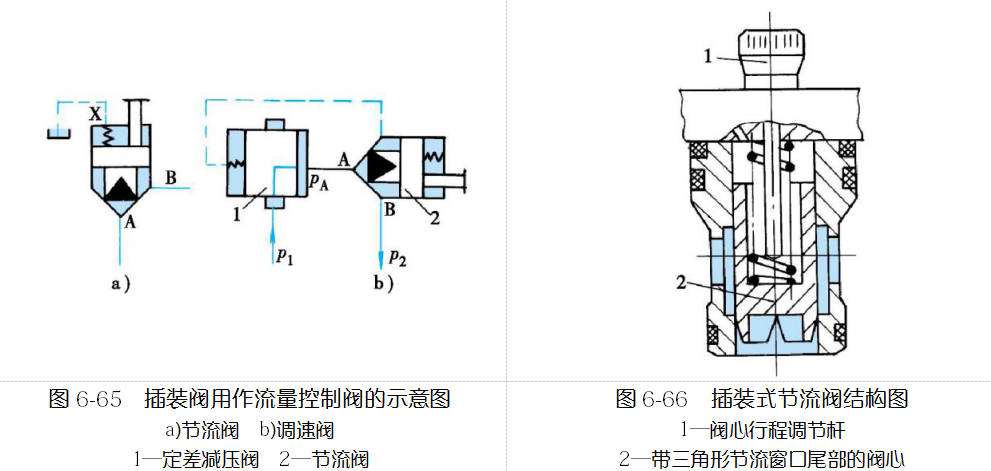 X
B
A
a)
1
p_A
A
B
2
p_1
p_2
b)
图 6-65 插装阀用作流量控制阀的示意图
a)节流阀 b)调速阀
1—定差减压阀 2—节流阀
1
2
图 6-66 插装式节流阀结构图
1—阀心行程调节杆
2—带三角形节流窗口尾部的阀心